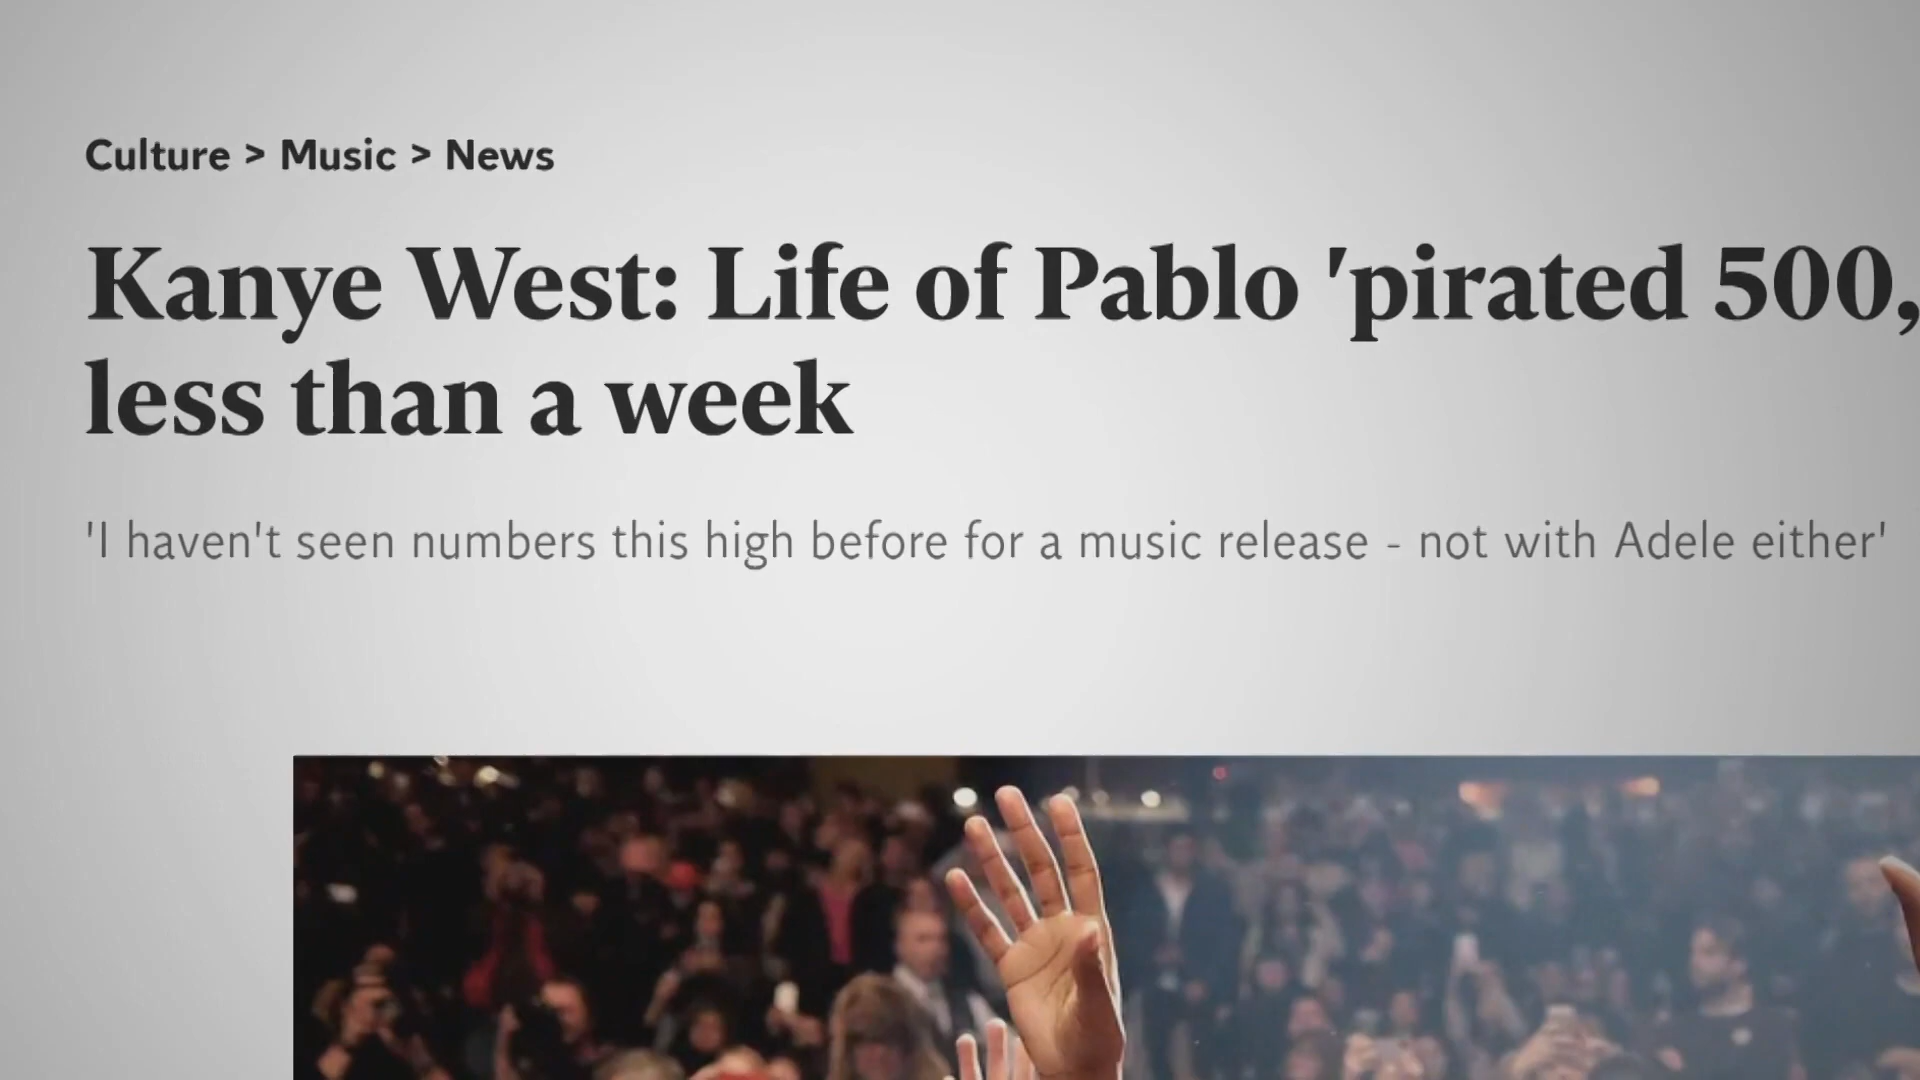 Culture > Music > News
Kanye West: Life of Pablo 'pirated 500,
less than a week
'I haven't seen numbers this high before for a music release - not with Adele either'